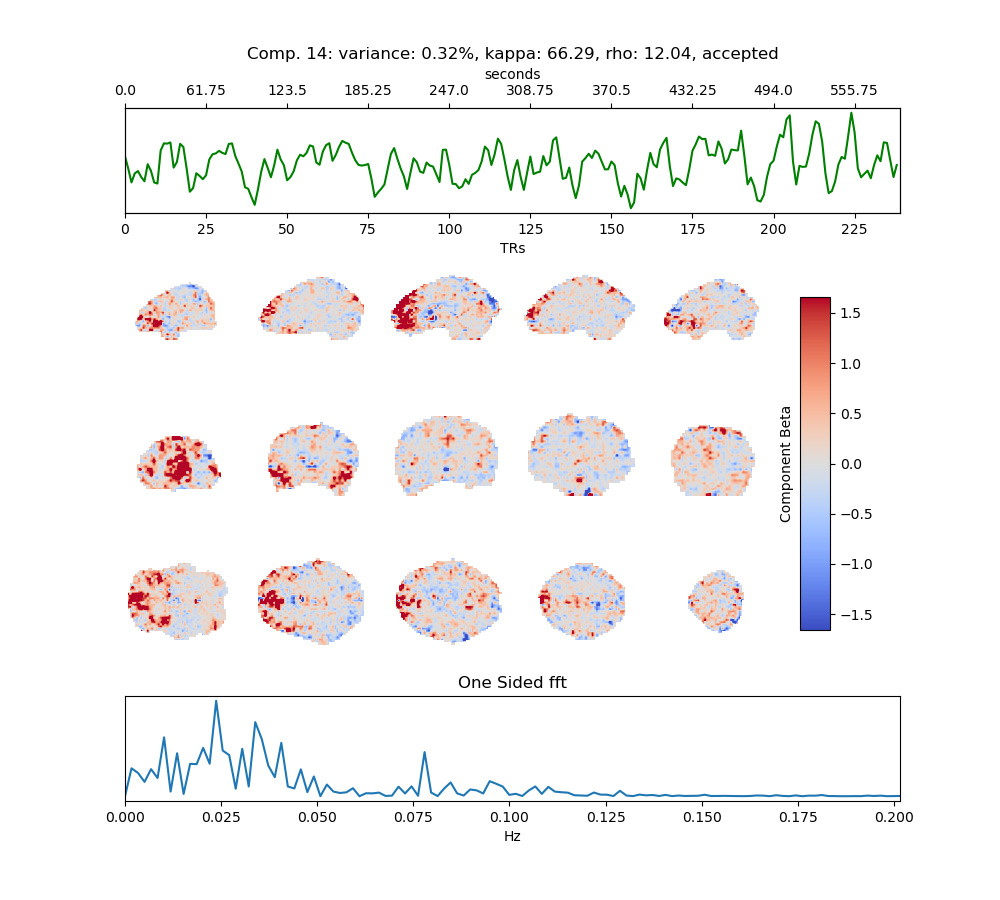 Comp. 14: variance: 0.32%, kappa: 66.29, rho: 12.04, accepted
seconds
0.0 61.75 123.5 185.25 247.0 308.75 370.5 432.25 494.0 555.75
0 25 50 75 100 125 150 175 200 225
TRs
1.5
1.0
0.5
0.0
−0.5
−1.0
−1.5
Component Beta
One Sided fft
0.000 0.025 0.050 0.075 0.100 0.125 0.150 0.175 0.200
Hz